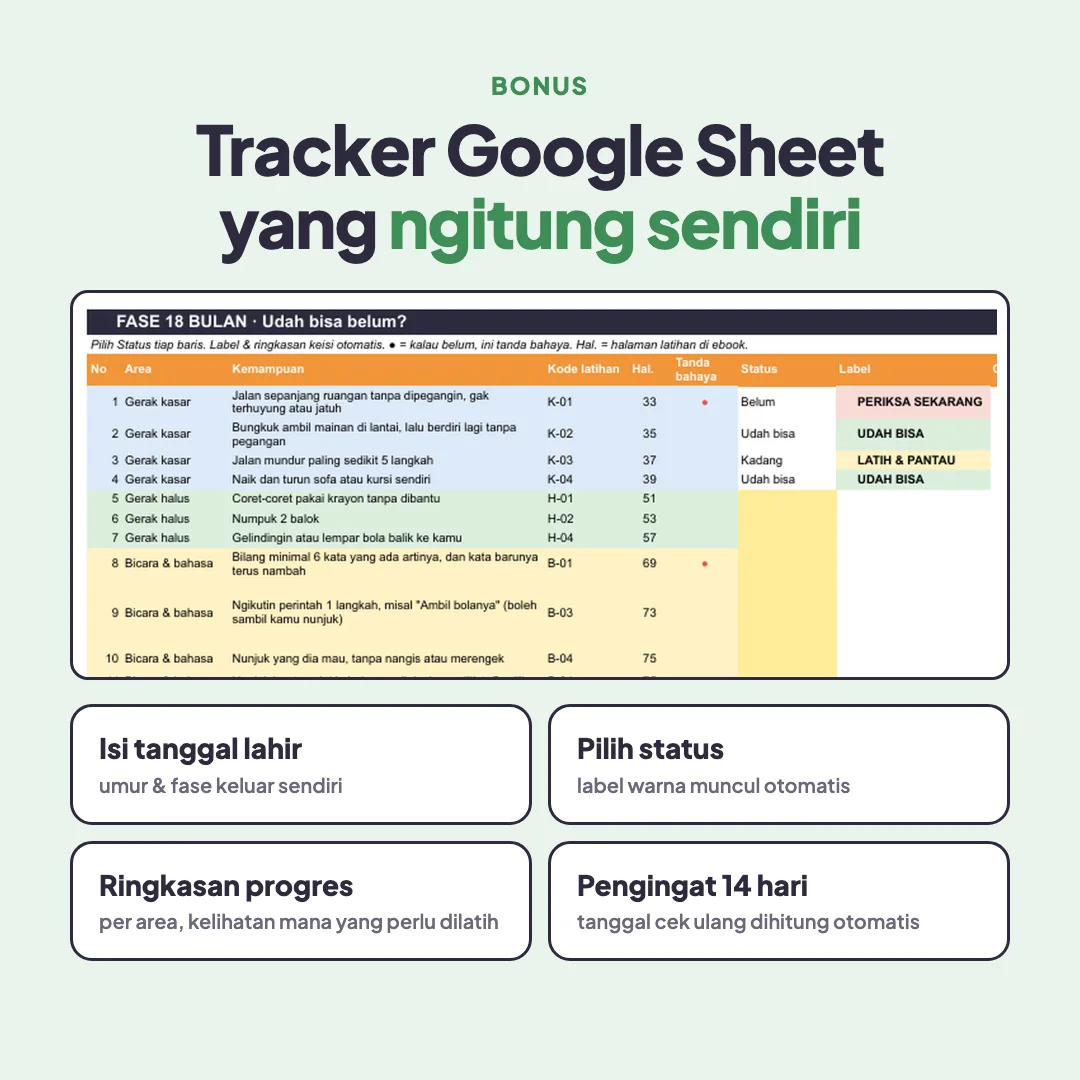 BONUS
Tracker Google Sheet
yang ngitung sendiri
FASE 18 BULAN · Udah bisa belum?
Pilih Status tiap baris. Label & ringkasan keisi otomatis. ● = kalau belum, ini tanda bahaya. Hal. = halaman latihan di ebook.
No Area Kemampuan Kode latihan Hal. Tanda bahaya Status Label
1 Gerak kasar Jalan sepanjang ruangan tanpa dipegangin, gak terhuyung atau jatuh K-01 33 ● Belum PERIKSA SEKARANG
2 Gerak kasar Bungkuk ambil mainan di lantai, lalu berdiri lagi tanpa pegangan K-02 35 Udah bisa UDAH BISA
3 Gerak kasar Jalan mundur paling sedikit 5 langkah K-03 37 Kadang LATIH & PANTAU
4 Gerak kasar Naik dan turun sofa atau kursi sendiri K-04 39 Udah bisa UDAH BISA
5 Gerak halus Coret-coret pakai krayon tanpa dibantu H-01 51
6 Gerak halus Numpuk 2 balok H-02 53
7 Gerak halus Gelindingin atau lempar bola balik ke kamu H-04 57
8 Bicara & bahasa Bilang minimal 6 kata yang ada artinya, dan kata barunya terus nambah B-01 69 ●
9 Bicara & bahasa Ngikutin perintah 1 langkah, misal "Ambil bolanya" (boleh sambil kamu nunjuk) B-03 73
10 Bicara & bahasa Nunjuk yang dia mau, tanpa nangis atau merengek B-04 75
Isi tanggal lahir
umur & fase keluar sendiri
Pilih status
label warna muncul otomatis
Ringkasan progres
per area, kelihatan mana yang perlu dilatih
Pengingat 14 hari
tanggal cek ulang dihitung otomatis